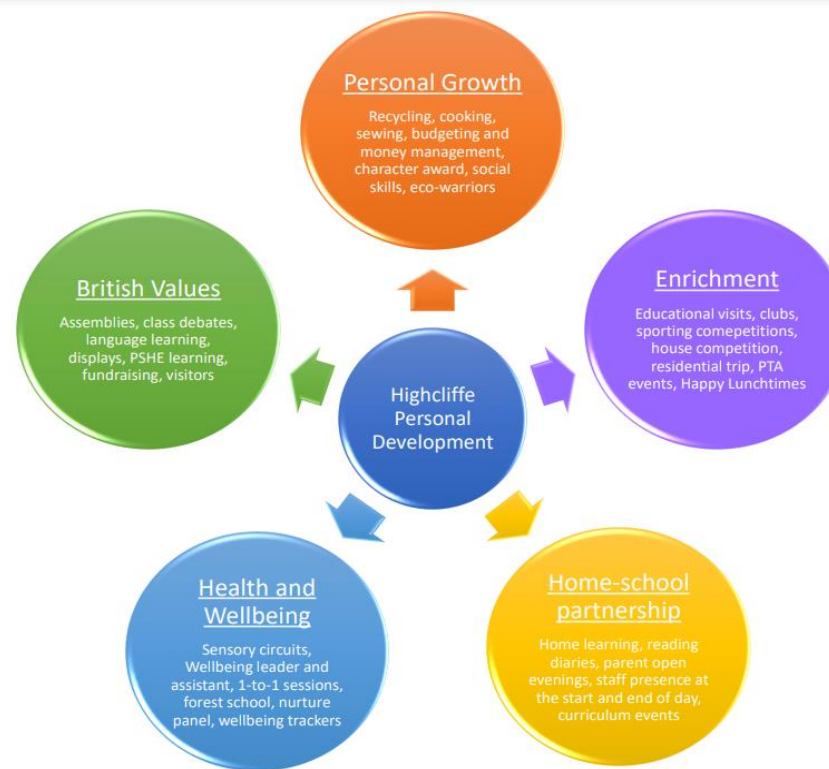 Personal Growth
Recycling, cooking,
sewing, budgeting and
money management,
character award, social
skills, eco-warriors
British Values
Assemblies, class debates,
language learning,
displays, PSHE learning,
fundraising, visitors
Enrichment
Educational visits, clubs,
sporting comepetitions,
house competition,
residential trip, PTA
events, Happy Lunchtimes
Highcliffe
Personal
Development
Health and
Wellbeing
Sensory circuits,
Wellbeing leader and
assistant, 1-to-1 sessions,
forest school, nurture
panel, wellbeing trackers
Home-school
partnership
Home learning, reading
diaries, parent open
evenings, staff presence at
the start and end of day,
curriculum events